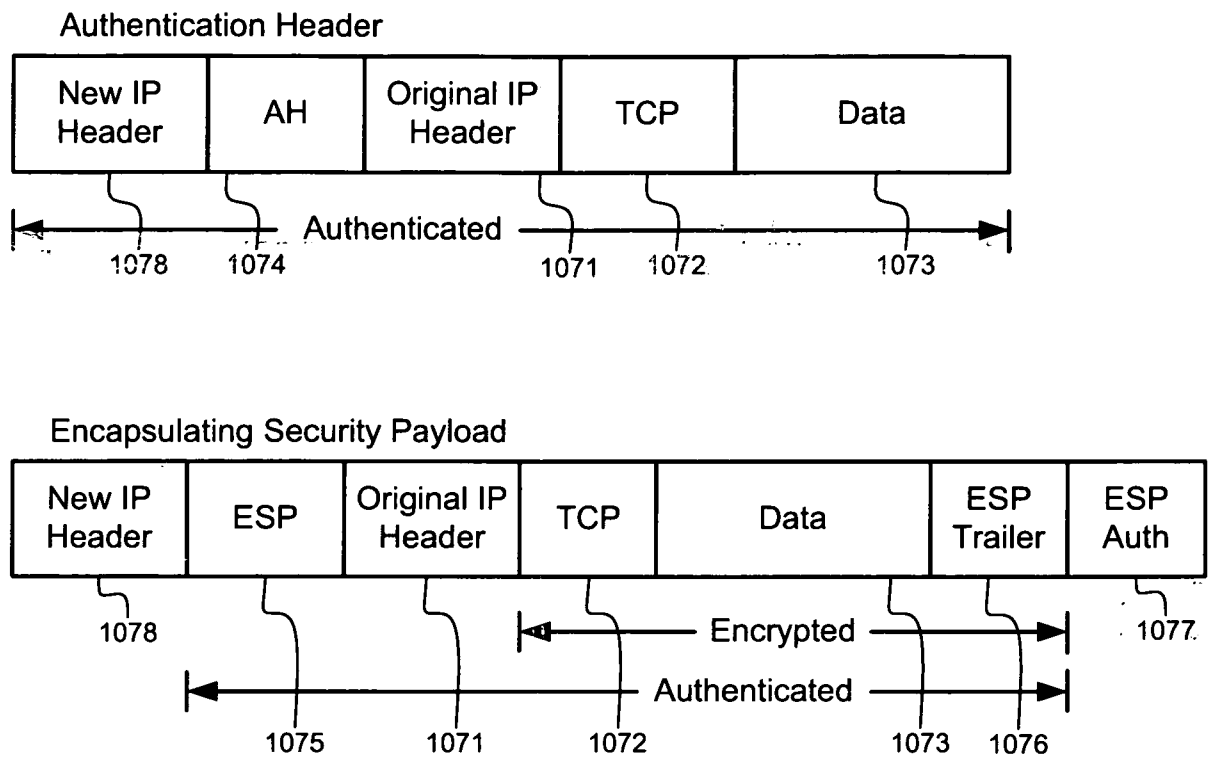 Authentication Header
New IP Header
AH
Original IP Header
TCP
Data
Authenticated
1078
1074
1071
1072
1073
Encapsulating Security Payload
New IP Header
ESP
Original IP Header
TCP
Data
ESP Trailer
ESP Auth
1078
Encrypted
1077
Authenticated
1075
1071
1072
1073
1076